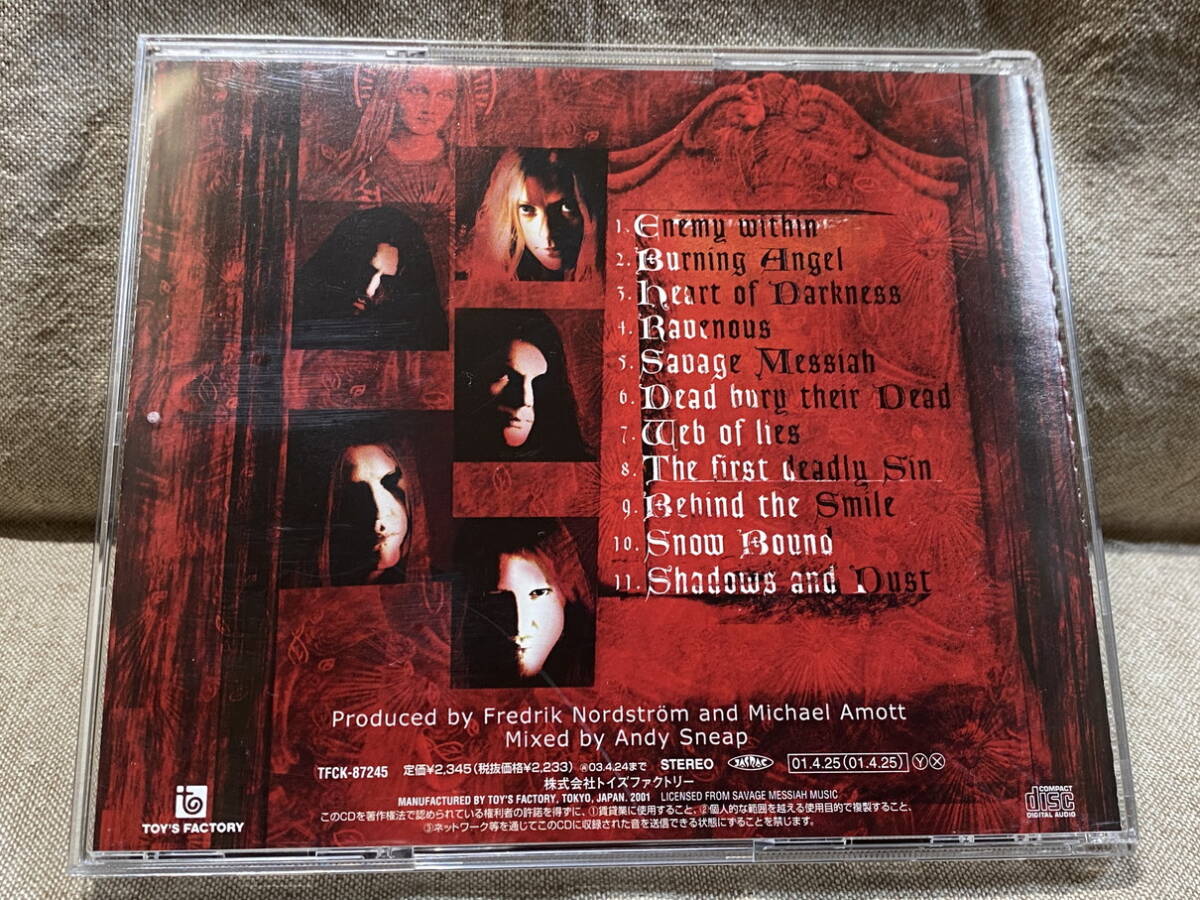 1. Enemy within
2. Burning Angel
3. Heart of Darkness
4. Ravenous
5. Savage Messiah
6. Dead bury their Dead
7. Web of lies
8. The first deadly Sin
9. Behind the Smile
10. Snow Bound
11. Shadows and Dust
Produced by Fredrik Nordström and Michael Amott
Mixed by Andy Sneap
TFCK-87245 定価¥2,345(税抜価格¥2,233) Ⓐ03.4.24まで STEREO JASRAC 01.4.25(01.4.25) Ⓨ Ⓧ
株式会社トイズファクトリー
MANUFACTURED BY TOY'S FACTORY, TOKYO, JAPAN. 2001 LICENSED FROM SAVAGE MESSIAH MUSIC
このCDを著作権法で認められている権利者の許諾を得ずに、①賃貸業に使用すること、②個人的な範囲を越える使用目的で複製すること、
③ネットワーク等を通じてこのCDに収録された音を送信できる状態にすることを禁じます。
TOY'S FACTORY
COMPACT
disc
DIGITAL AUDIO